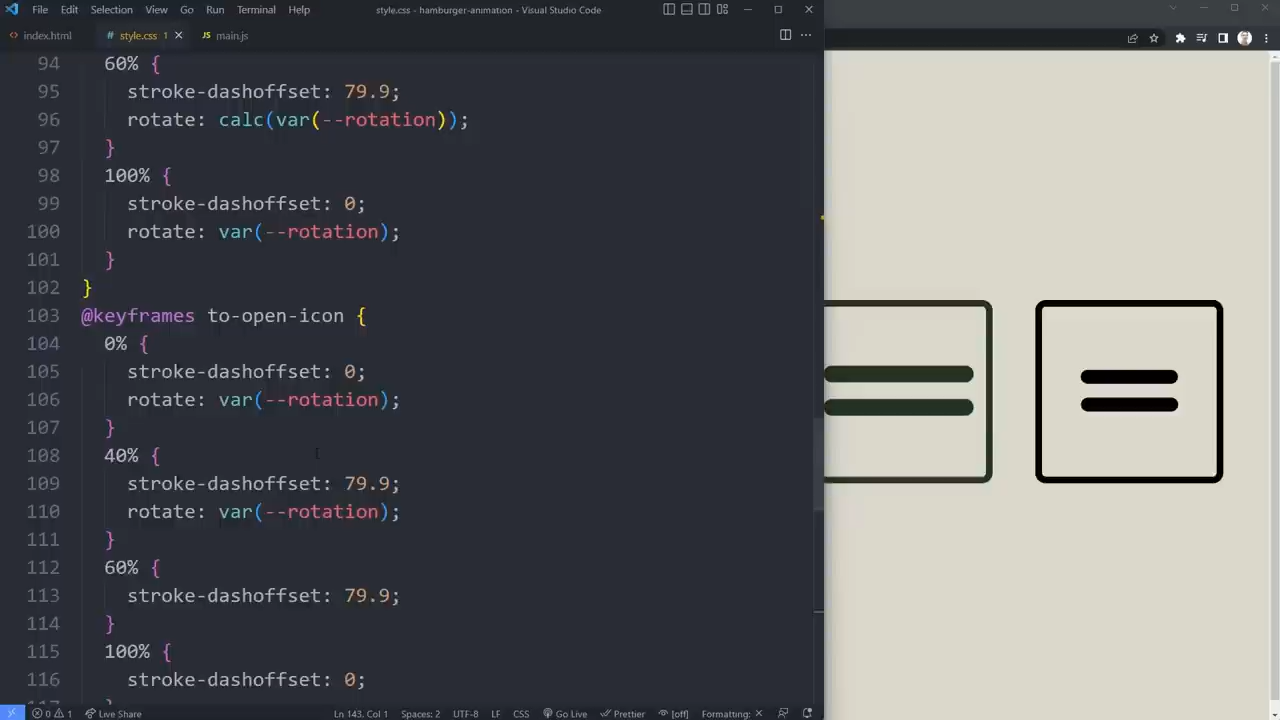 File Edit Selection View Go Run Terminal Help style.css - hamburger-animation - Visual Studio Code
index.html # style.css 1 JS main.js
94 60% {
95 stroke-dashoffset: 79.9;
96 rotate: calc(var(--rotation));
97 }
98 100% {
99 stroke-dashoffset: 0;
100 rotate: var(--rotation);
101 }
102 }
103 @keyframes to-open-icon {
104 0% {
105 stroke-dashoffset: 0;
106 rotate: var(--rotation);
107 }
108 40% {
109 stroke-dashoffset: 79.9;
110 rotate: var(--rotation);
111 }
112 60% {
113 stroke-dashoffset: 79.9;
114 }
115 100% {
116 stroke-dashoffset: 0;
117 }
0 1 Live Share Ln 143, Col 1 Spaces: 2 UTF-8 LF CSS Go Live Prettier [off] Formatting: ✕